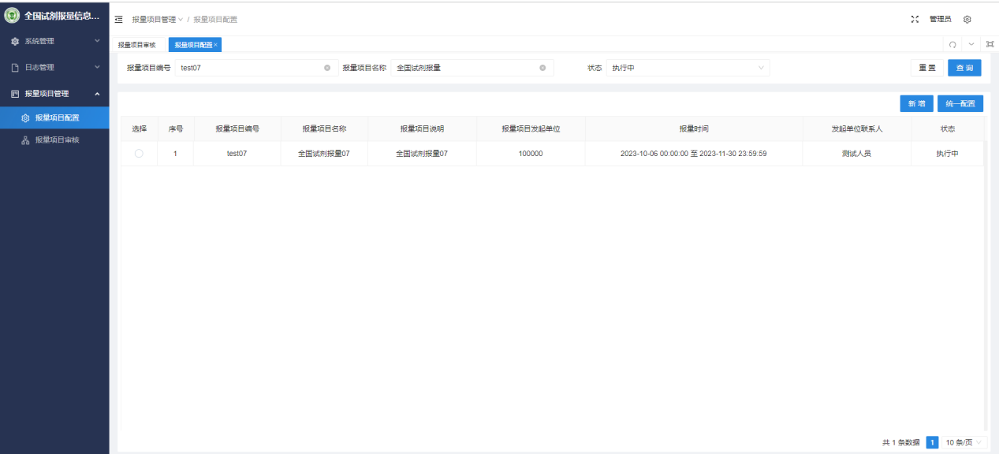 全国试剂报量信息...
报量项目管理 / 报量项目配置
管理员
系统管理
日志管理
报量项目管理
报量项目配置
报量项目审核
报量项目审核 报量项目配置×
报量项目编号 test07 报量项目名称 全国试剂报量 状态 执行中 重置 查询
新增 统一配置
选择 序号 报量项目编号 报量项目名称 报量项目说明 报量项目发起单位 报量时间 发起单位联系人 状态
1 test07 全国试剂报量07 全国试剂报量07 100000 2023-10-06 00:00:00 至 2023-11-30 23:59:59 测试人员 执行中
共 1 条数据 1 10 条/页